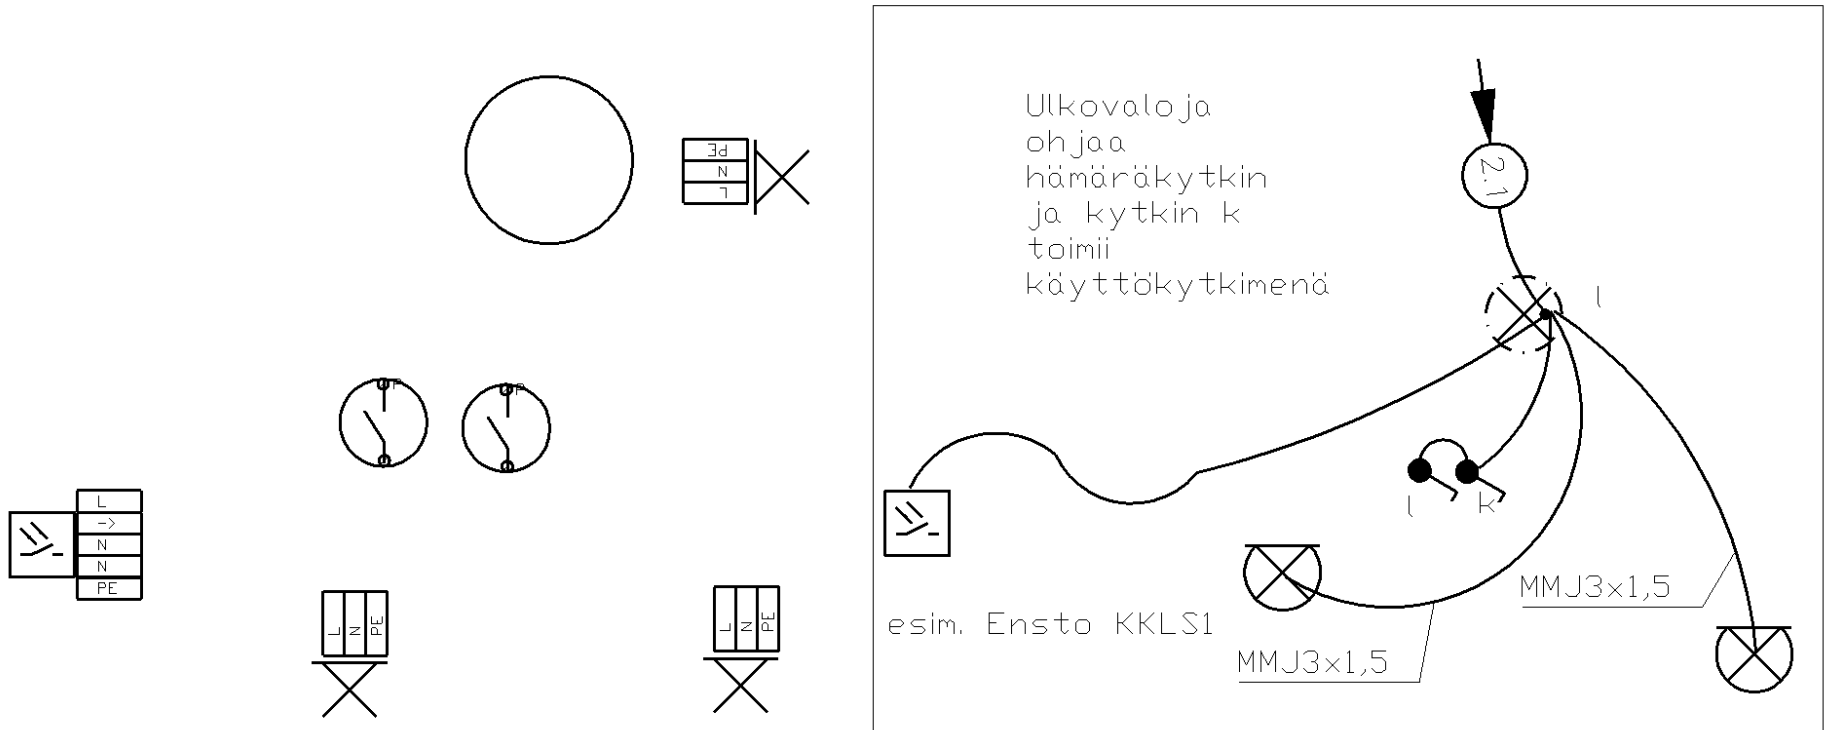 PE
N
L
P
P
L
->
N
N
PE
L
N
PE
L
N
PE
Ulkovaloja
ohjaa
hämäräkytkin
ja kytkin k
toimii
käyttökytkimenä
2.1
l
l
k
MMJ3x1,5
esim. Ensto KKLS1
MMJ3x1,5